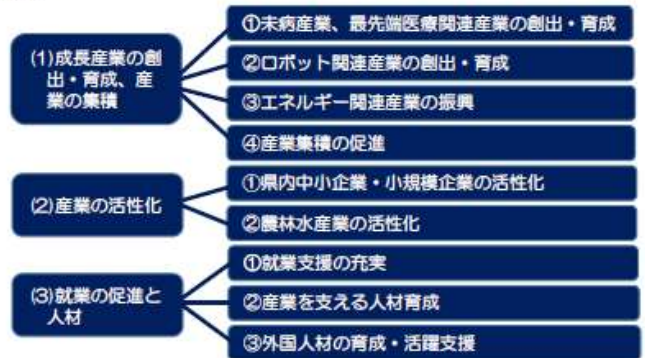 (1)成長産業の創
出・育成、産
業の集積
①未病産業、最先端医療関連産業の創出・育成
②ロボット関連産業の創出・育成
③エネルギー関連産業の振興
④産業集積の促進
(2)産業の活性化
①県内中小企業・小規模企業の活性化
②農林水産業の活性化
(3)就業の促進と
人材
①就業支援の充実
②産業を支える人材育成
③外国人材の育成・活躍支援